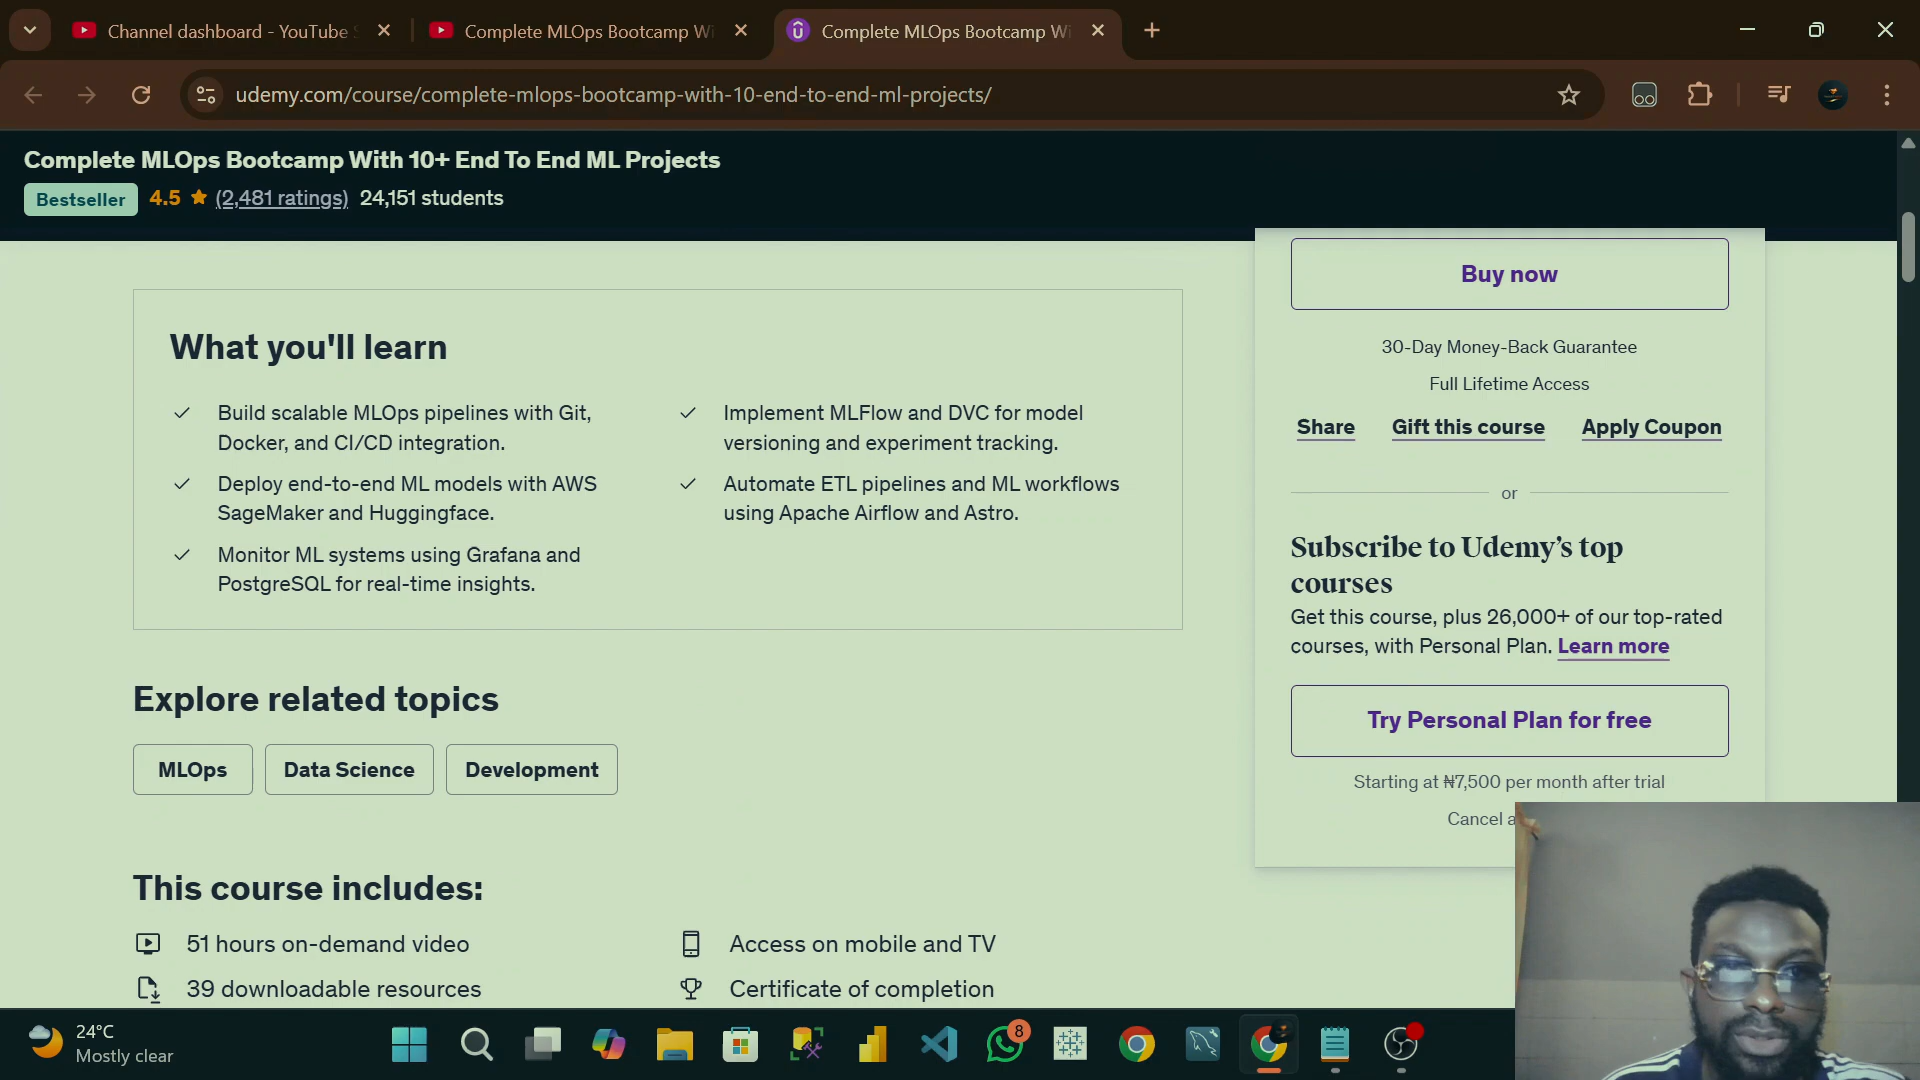 Channel dashboard - YouTube S
Complete MLOps Bootcamp Wi
Complete MLOps Bootcamp Wi
udemy.com/course/complete-mlops-bootcamp-with-10-end-to-end-ml-projects/
Complete MLOps Bootcamp With 10+ End To End ML Projects
Bestseller 4.5 (2,481 ratings) 24,151 students
What you'll learn
Build scalable MLOps pipelines with Git,
Docker, and CI/CD integration.
Deploy end-to-end ML models with AWS
SageMaker and Huggingface.
Monitor ML systems using Grafana and
PostgreSQL for real-time insights.
Implement MLFlow and DVC for model
versioning and experiment tracking.
Automate ETL pipelines and ML workflows
using Apache Airflow and Astro.
Explore related topics
MLOps
Data Science
Development
This course includes:
51 hours on-demand video
39 downloadable resources
Access on mobile and TV
Certificate of completion
Buy now
30-Day Money-Back Guarantee
Full Lifetime Access
Share
Gift this course
Apply Coupon
or
Subscribe to Udemy’s top
courses
Get this course, plus 26,000+ of our top-rated
courses, with Personal Plan. Learn more
Try Personal Plan for free
Starting at ₦7,500 per month after trial
Cancel a
24°C
Mostly clear
8